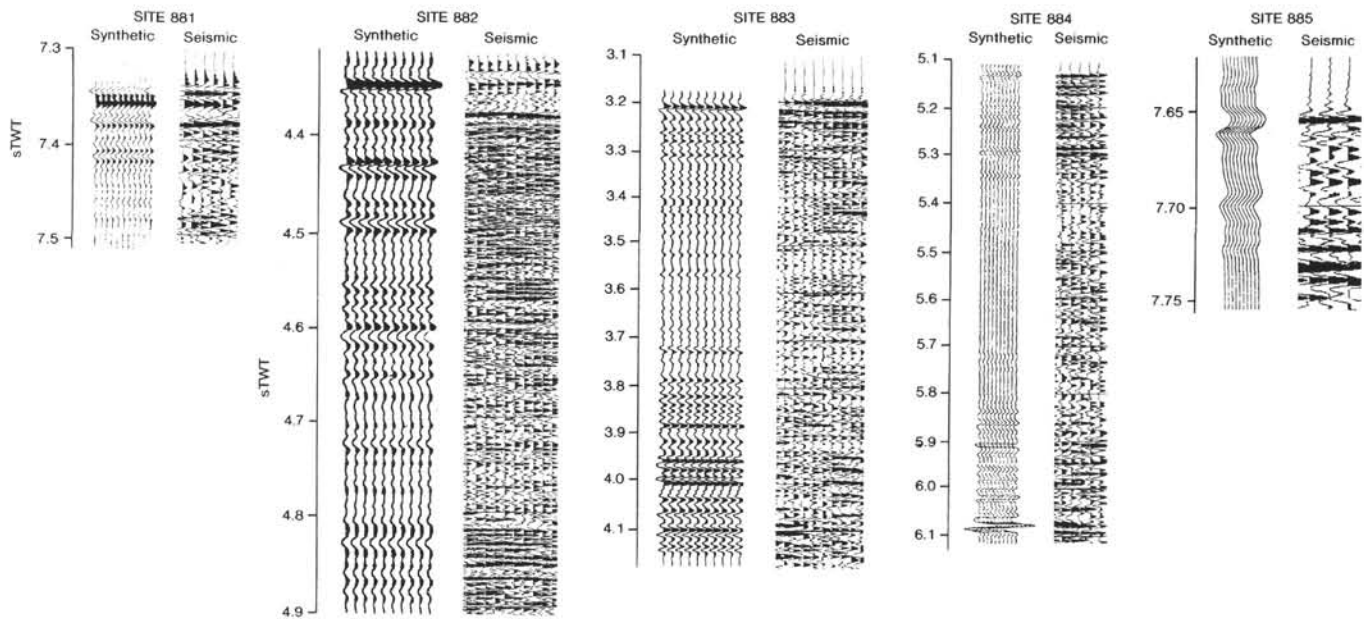 SITE 881
Synthetic Seismic
7.3
7.4
7.5
sTWT
SITE 882
Synthetic Seismic
4.4
4.5
4.6
4.7
4.8
4.9
sTWT
SITE 883
Synthetic Seismic
3.1
3.2
3.3
3.4
3.5
3.6
3.7
3.8
3.9
4.0
4.1
SITE 884
Synthetic Seismic
5.1
5.2
5.3
5.4
5.5
5.6
5.7
5.8
5.9
6.0
6.1
SITE 885
Synthetic Seismic
7.65
7.70
7.75